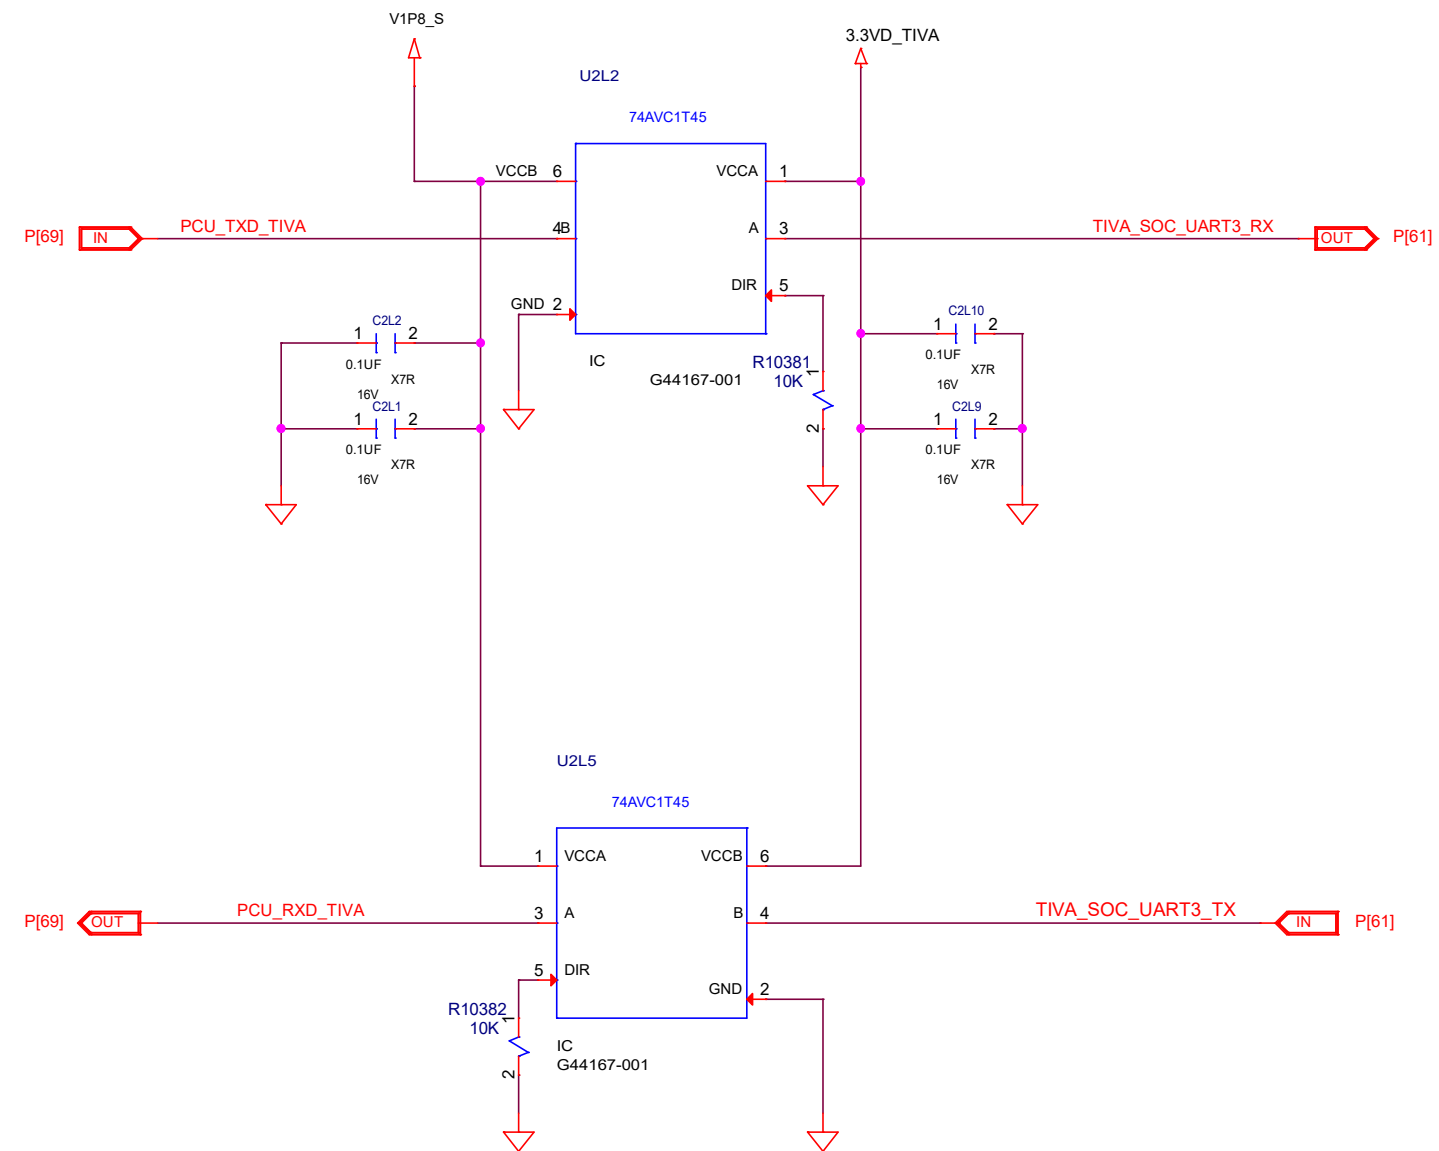 V1P8_S
3.3VD_TIVA
U2L2
74AVC1T45
VCCB 6
VCCA 1
P[69] IN PCU_TXD_TIVA 4 B
A 3 TIVA_SOC_UART3_RX OUT P[61]
DIR 5
GND 2
C2L2
1 2
0.1UF
X7R
16V
C2L1
1 2
0.1UF
X7R
16V
IC
G44167-001
R10381
10K
1
2
C2L10
1 2
0.1UF
X7R
16V
C2L9
1 2
0.1UF
X7R
16V
U2L5
74AVC1T45
1 VCCA
VCCB 6
P[69] OUT PCU_RXD_TIVA 3 A
B 4 TIVA_SOC_UART3_TX IN P[61]
5 DIR
GND 2
R10382
10K
1
2
IC
G44167-001